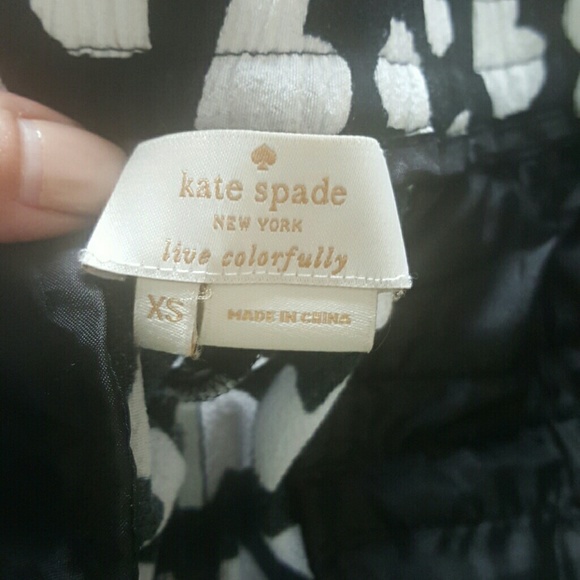 kate spade
NEW YORK
live colorfully
XS
MADE IN CHINA